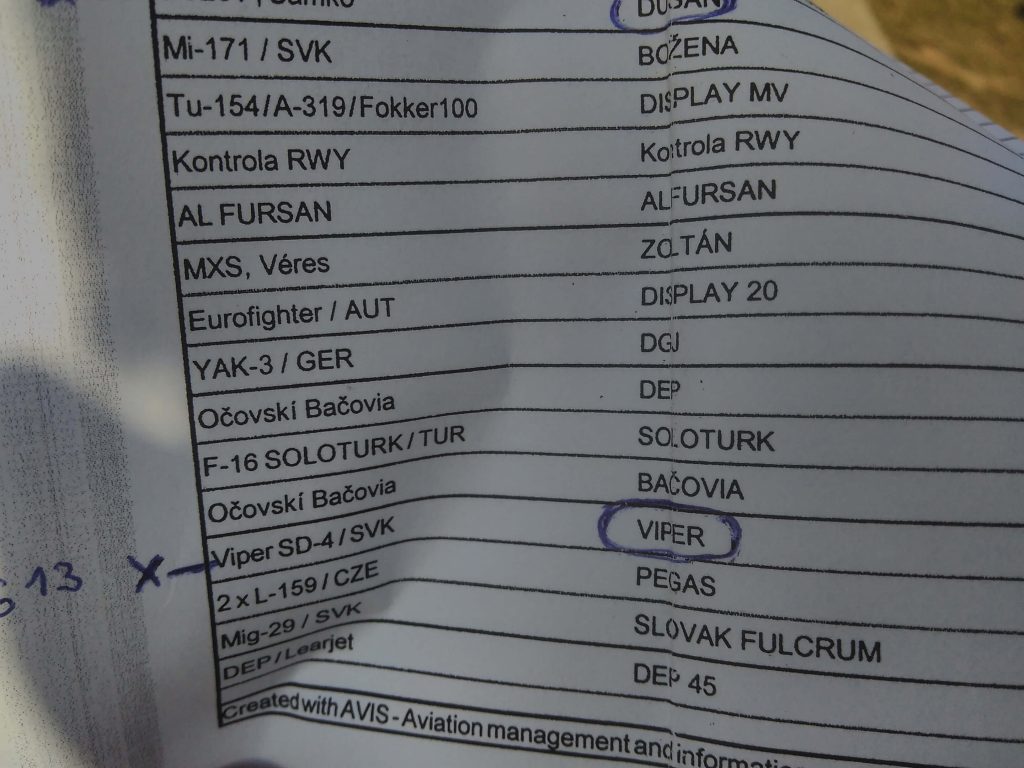 DUŠAN
Mi-171 / SVK BOŽENA
Tu-154/A-319/Fokker100 DISPLAY MV
Kontrola RWY Kontrola RWY
AL FURSAN ALFURSAN
MXS, Véres ZOLTÁN
Eurofighter / AUT DISPLAY 20
YAK-3 / GER DGJ
Očovskí Bačovia DEP
F-16 SOLOTURK / TUR SOLOTURK
Očovskí Bačovia BAČOVIA
13 X- Viper SD-4 / SVK VIPER
2 x L-159 / CZE PEGAS
Mig-29 / SVK SLOVAK FULCRUM
DEP / Learjet DEP 45
Created with AVIS - Aviation management and